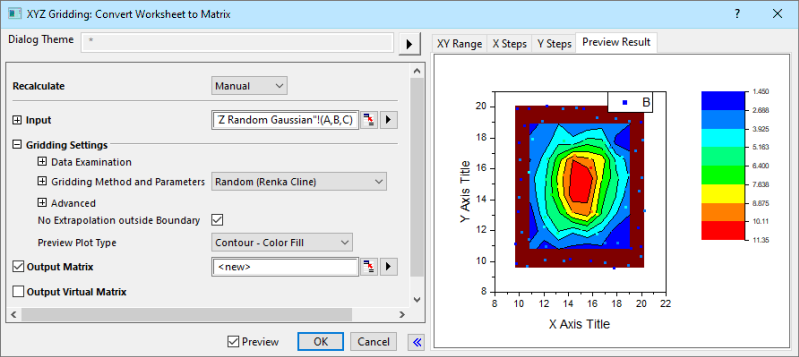 XYZ Gridding: Convert Worksheet to Matrix
? ×
Dialog Theme *
Recalculate Manual
Input 'Z Random Gaussian"!(A,B,C)
Gridding Settings
Data Examination
Gridding Method and Parameters Random (Renka Cline)
Advanced
No Extrapolation outside Boundary
Preview Plot Type Contour - Color Fill
Output Matrix <new>
Output Virtual Matrix
Preview OK Cancel
XY Range X Steps Y Steps Preview Result
B
Y Axis Title
20
18
16
14
12
10
8
8 10 12 14 16 18 20 22
X Axis Title
1.450
2.688
3.925
5.163
6.400
7.638
8.875
10.11
11.35